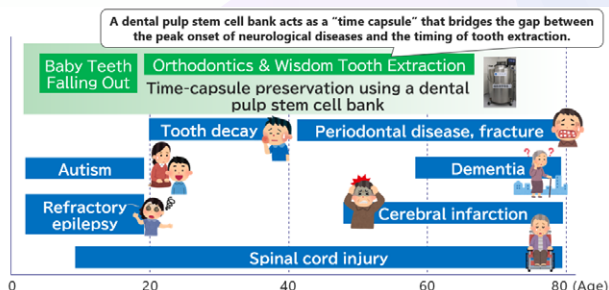 A dental pulp stem cell bank acts as a “time capsule” that bridges the gap between
the peak onset of neurological diseases and the timing of tooth extraction.
Baby Teeth
Falling Out
Orthodontics & Wisdom Tooth Extraction
Time-capsule preservation using a dental
pulp stem cell bank
Tooth decay
Periodontal disease, fracture
Autism
Dementia
Refractory
epilepsy
Cerebral infarction
Spinal cord injury
0
20
40
60
80 (Age)